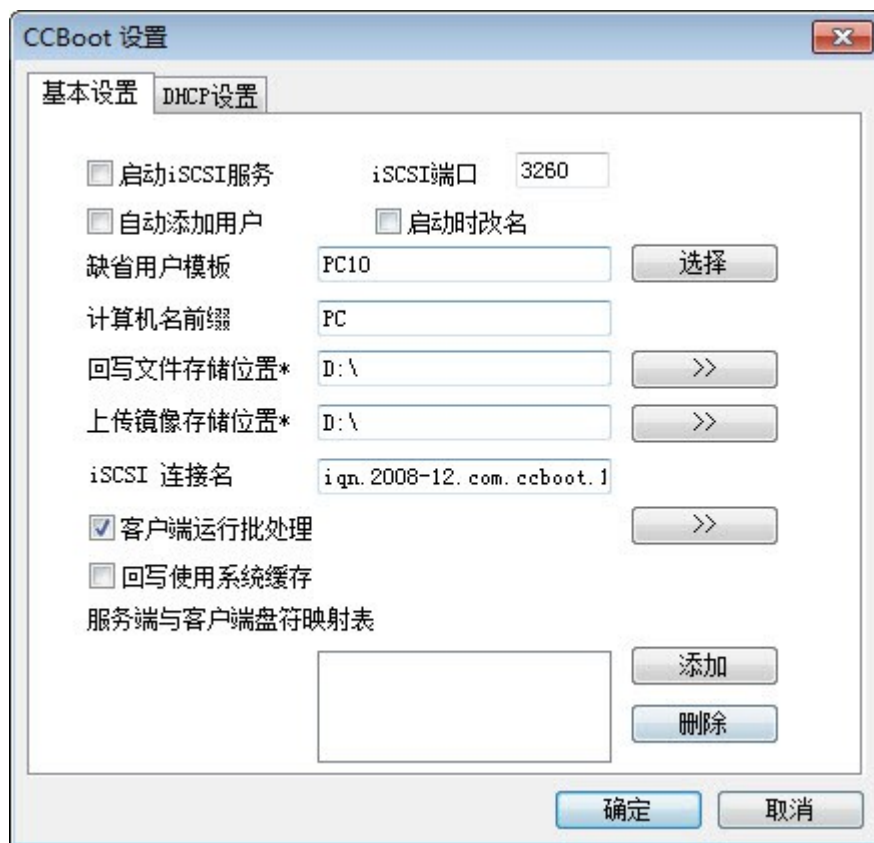 CCBoot 设置
基本设置 DHCP设置
启动iSCSI服务 iSCSI端口 3260
自动添加用户 启动时改名
缺省用户模板 PC10 选择
计算机名前缀 PC
回写文件存储位置* D:\ >>
上传镜像存储位置* D:\ >>
iSCSI 连接名 iqn.2008-12.com.ccboot.1
客户端运行批处理 >>
回写使用系统缓存
服务端与客户端盘符映射表
添加
删除
确定 取消